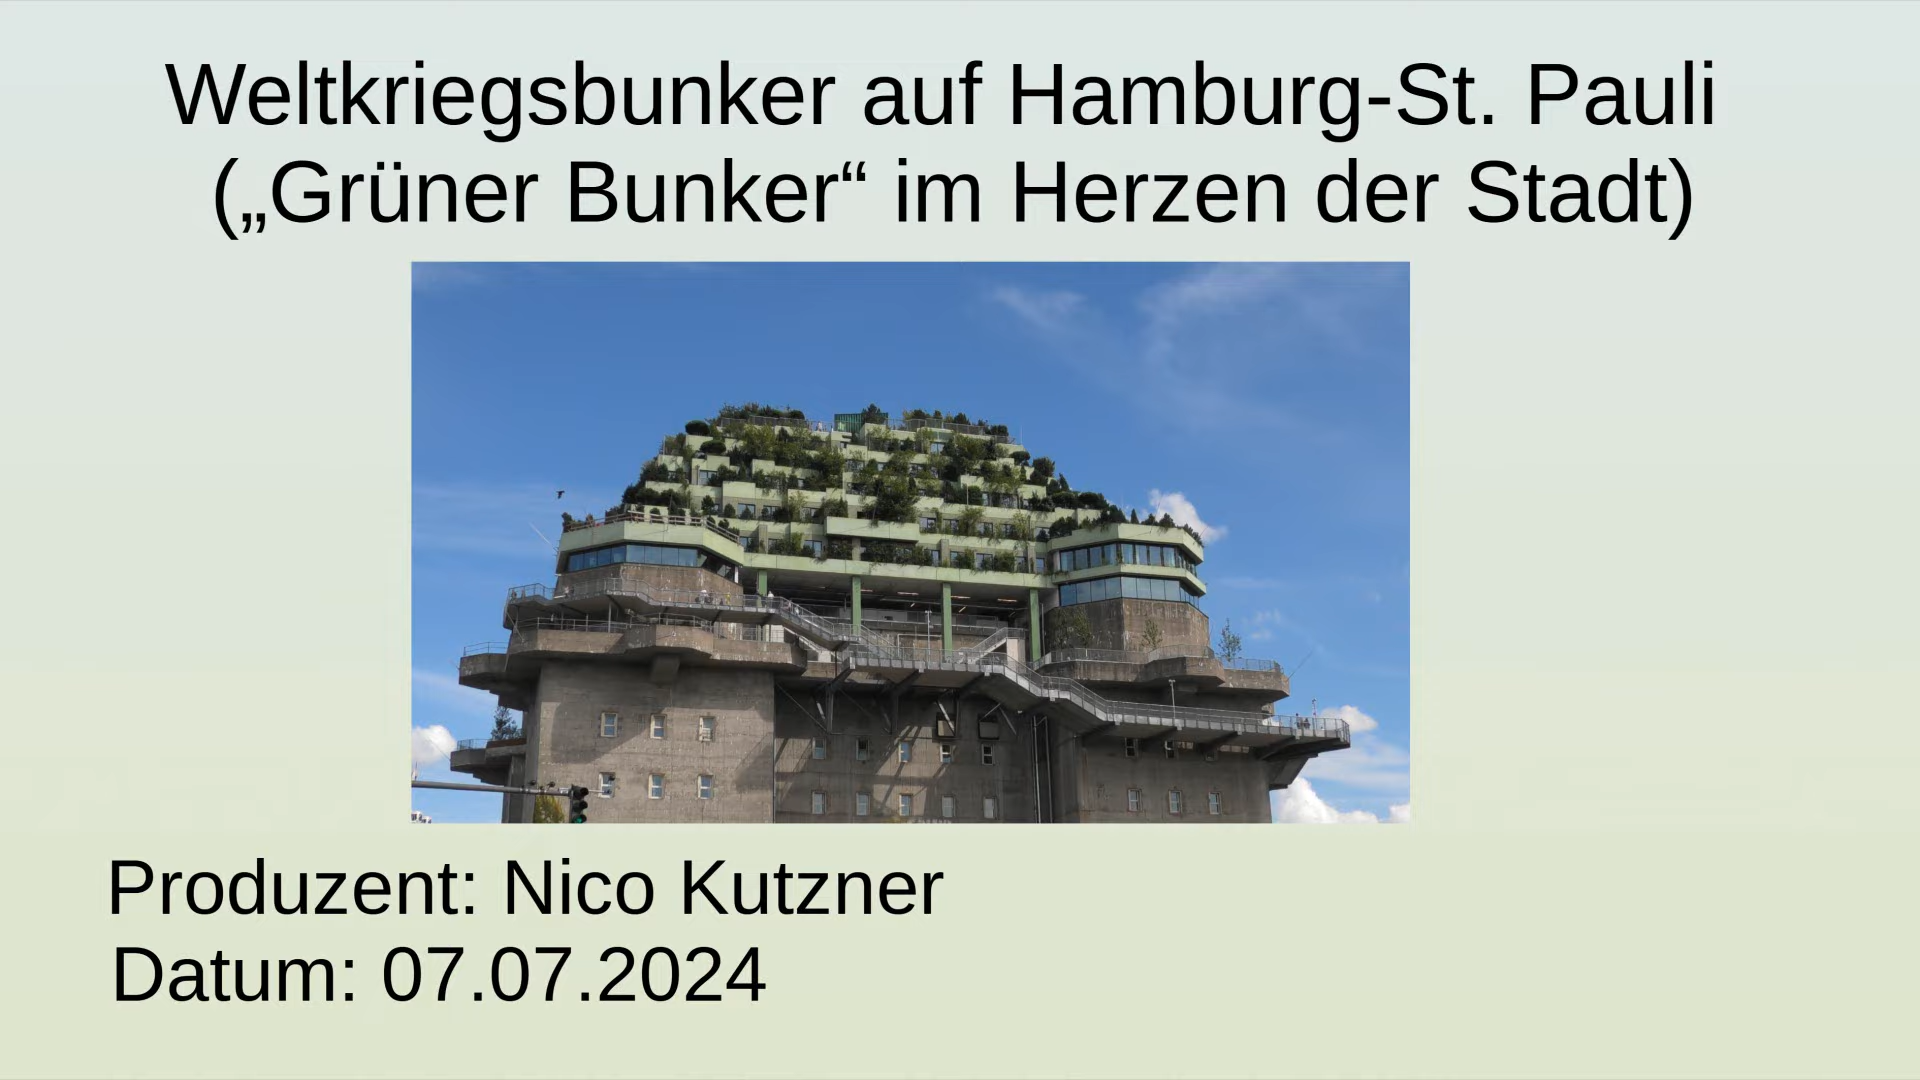 Weltkriegsbunker auf Hamburg-St. Pauli
(„Grüner Bunker“ im Herzen der Stadt)
Produzent: Nico Kutzner
Datum: 07.07.2024